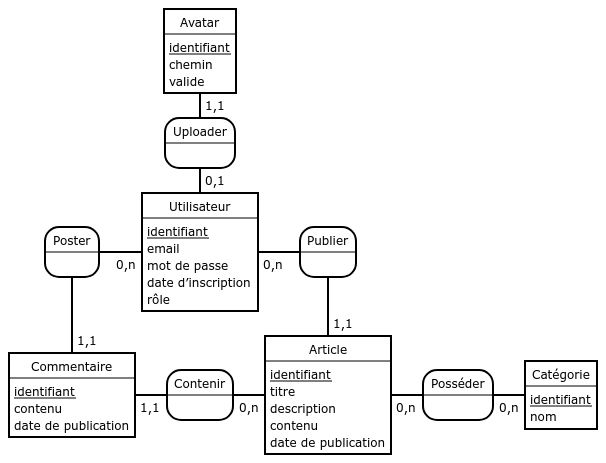 Avatar
identifiant
chemin
valide
1,1
Uploader
0,1
Utilisateur
identifiant
email
mot de passe
date d'inscription
rôle
Poster
0,n
Publier
0,n
1,1
1,1
Commentaire
identifiant
contenu
date de publication
Contenir
1,1
0,n
Article
identifiant
titre
description
contenu
date de publication
Posséder
0,n
0,n
Catégorie
identifiant
nom